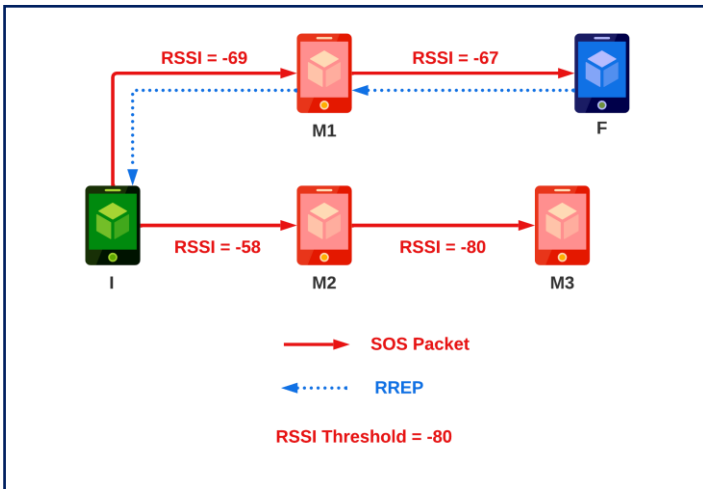 RSSI = -69
RSSI = -67
M1
F
RSSI = -58
RSSI = -80
I
M2
M3
SOS Packet
RREP
RSSI Threshold = -80